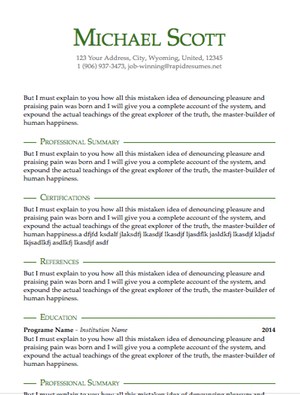 MICHAEL SCOTT
123 Your Address, City, Wyoming, United, 12345
1 (906) 937-3473, job-winning@rapidresumes.net
But I must explain to you how all this mistaken idea of denouncing pleasure and
praising pain was born and I will give you a complete account of the system, and
expound the actual teachings of the great explorer of the truth, the master-builder of
human happiness.
PROFESSIONAL SUMMARY
But I must explain to you how all this mistaken idea of denouncing pleasure and
praising pain was born and I will give you a complete account of the system, and
expound the actual teachings of the great explorer of the truth, the master-builder of
human happiness.
CERTIFICATIONS
But I must explain to you how all this mistaken idea of denouncing pleasure and
praising pain was born and I will give you a complete account of the system, and
expound the actual teachings of the great explorer of the truth, the master-builder of
human happiness.a
asdf
REFERENCES
But I must explain to you how all this mistaken idea of denouncing pleasure and
praising pain was born and I will give you a complete account of the system, and
expound the actual teachings of the great explorer of the truth, the master-builder of
human happiness.
EDUCATION
Programe Name - Institution Name 2014
But I must explain to you how all this mistaken idea of denouncing pleasure and
praising pain was born and I will give you a complete account of the system, and
expound the actual teachings of the great explorer of the truth, the master-builder of
human happiness.
PROFESSIONAL SUMMARY
But I must explain to you how all this mistaken idea of denouncing pleasure and